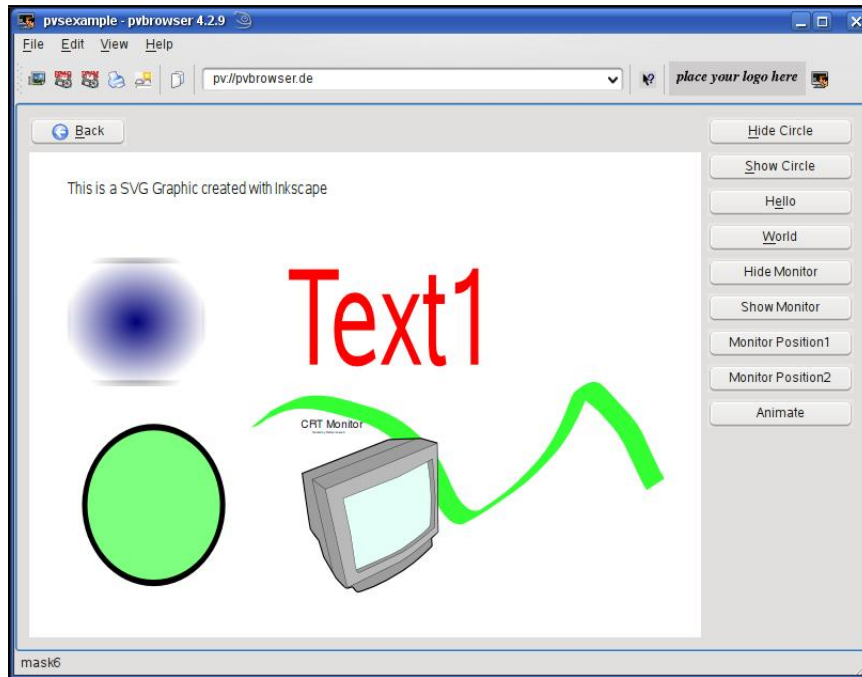 pvsexample - pvbrowser 4.2.9
File Edit View Help
pv://pvbrowser.de
place your logo here
Back
This is a SVG Graphic created with Inkscape
Text1
CRT Monitor
Hide Circle
Show Circle
Hello
World
Hide Monitor
Show Monitor
Monitor Position1
Monitor Position2
Animate
mask6